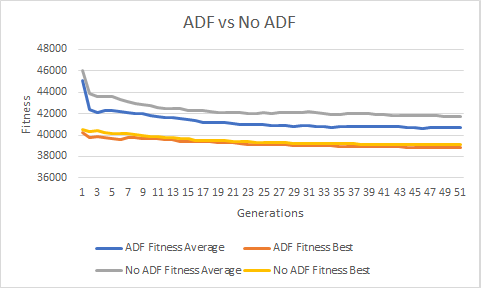 ADF vs No ADF
48000
46000
44000
42000
40000
38000
36000
Fitness
1 3 5 7 9 11 13 15 17 19 21 23 25 27 29 31 33 35 37 39 41 43 45 47 49 51
Generations
ADF Fitness Average ADF Fitness Best
No ADF Fitness Average No ADF Fitness Best